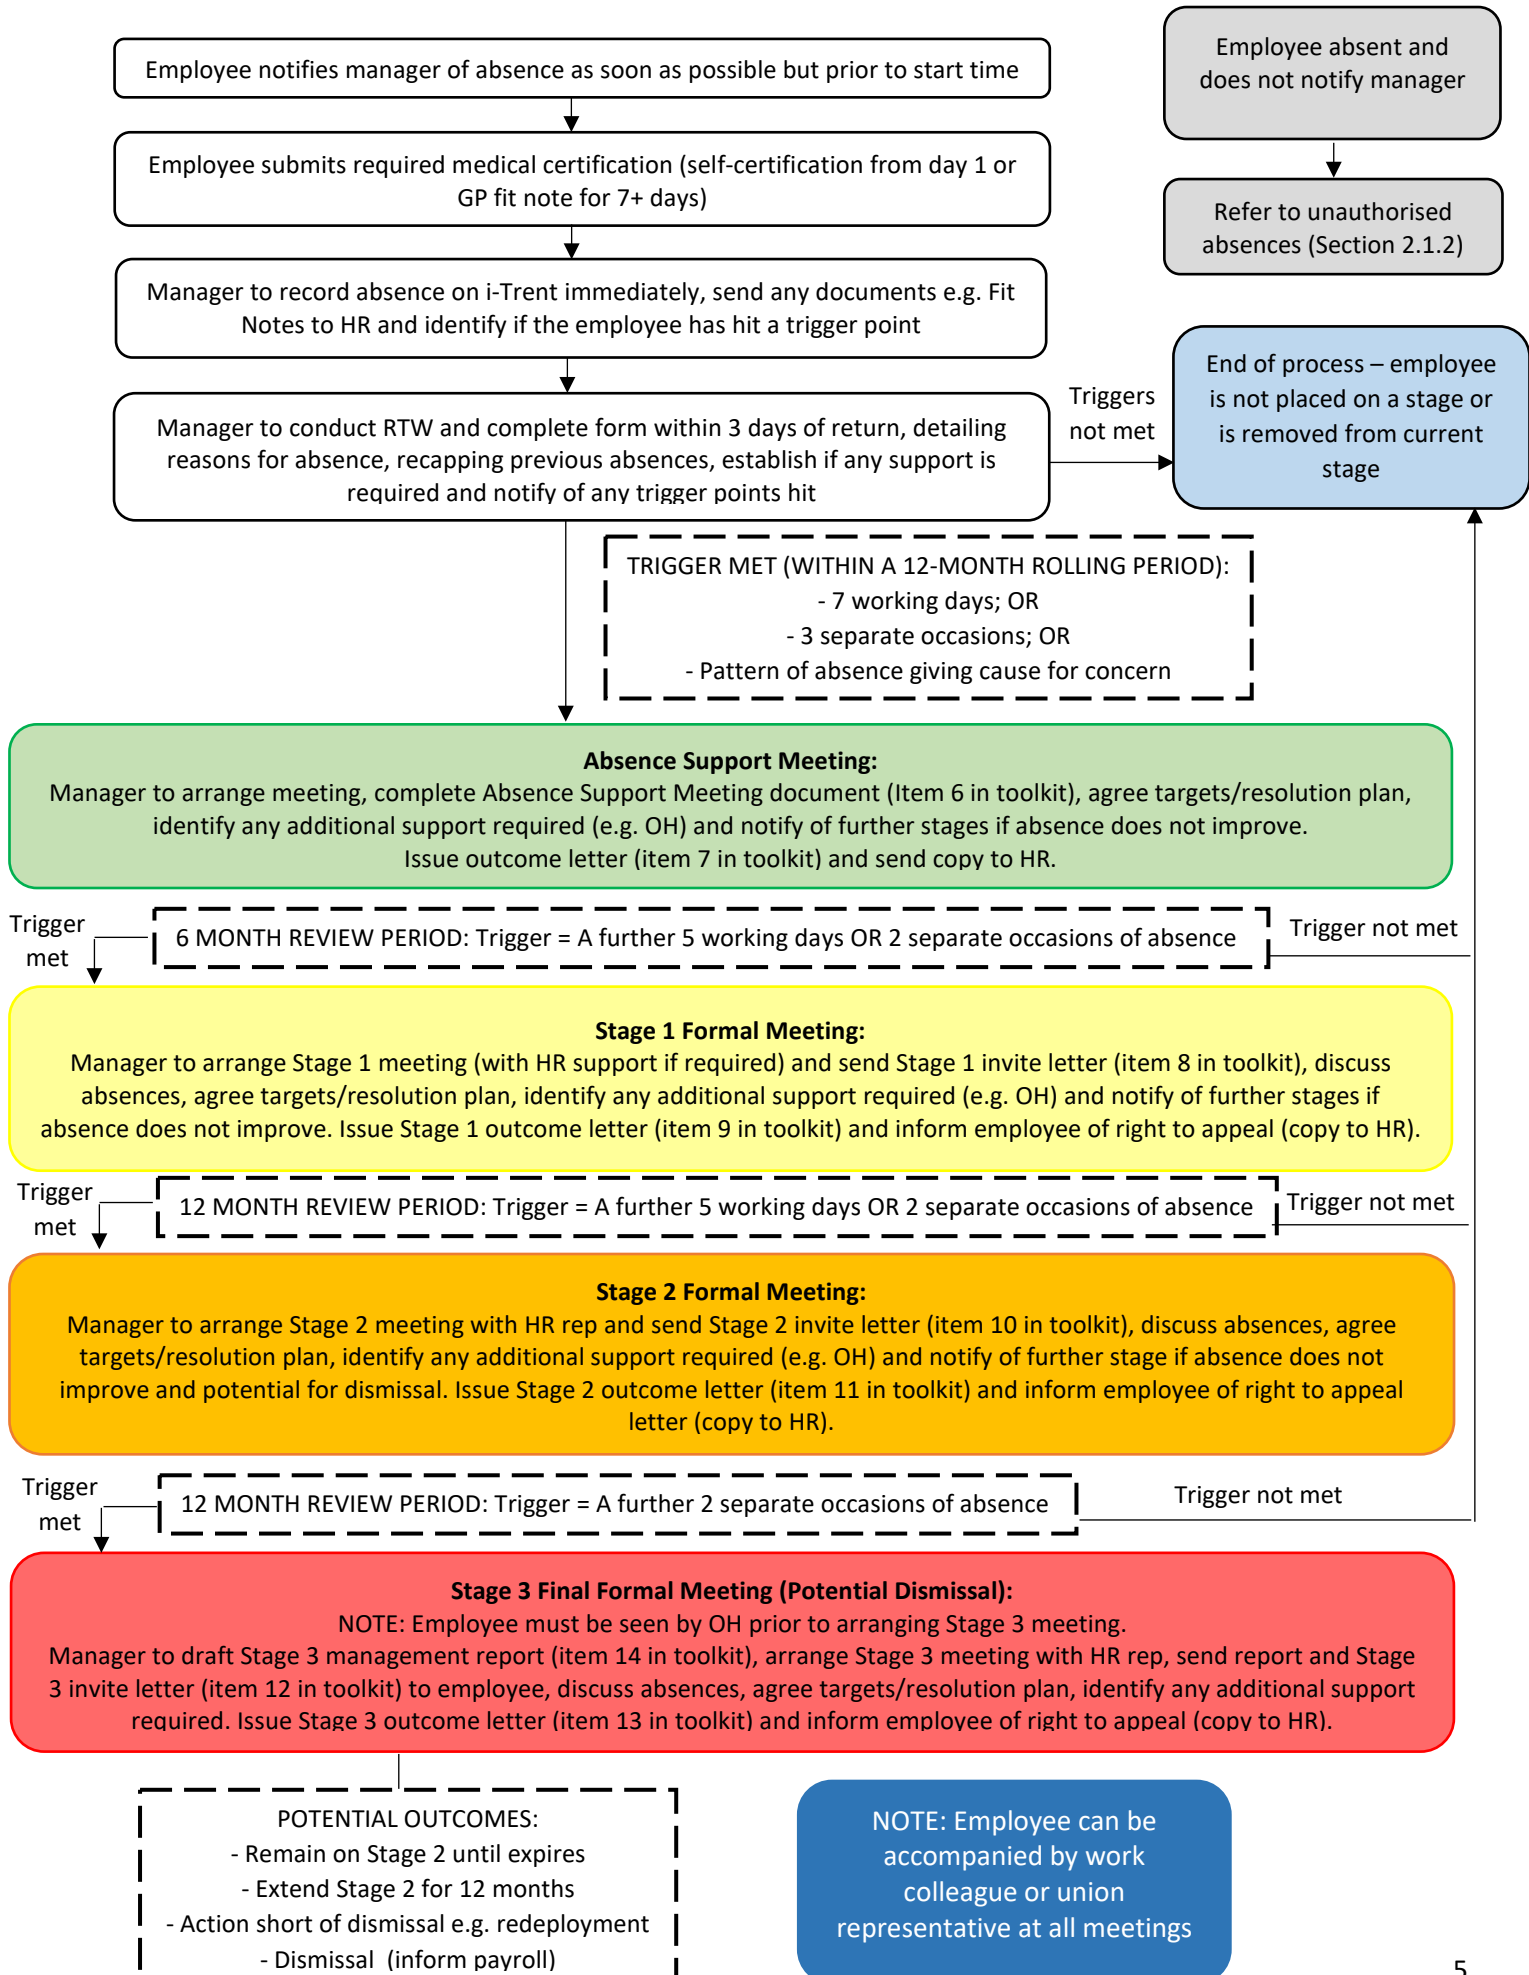 Employee notifies manager of absence as soon as possible but prior to start time
Employee absent and
does not notify manager
Employee submits required medical certification (self-certification from day 1 or
GP fit note for 7+ days)
Refer to unauthorised
absences (Section 2.1.2)
Manager to record absence on i-Trent immediately, send any documents e.g. Fit
Notes to HR and identify if the employee has hit a trigger point
Manager to conduct RTW and complete form within 3 days of return, detailing
reasons for absence, recapping previous absences, establish if any support is
required and notify of any trigger points hit
Triggers
not met
End of process – employee
is not placed on a stage or
is removed from current
stage
TRIGGER MET (WITHIN A 12-MONTH ROLLING PERIOD):
- 7 working days; OR
- 3 separate occasions; OR
- Pattern of absence giving cause for concern
Absence Support Meeting:
Manager to arrange meeting, complete Absence Support Meeting document (Item 6 in toolkit), agree targets/resolution plan,
identify any additional support required (e.g. OH) and notify of further stages if absence does not improve.
Issue outcome letter (item 7 in toolkit) and send copy to HR.
Trigger
met
6 MONTH REVIEW PERIOD: Trigger = A further 5 working days OR 2 separate occasions of absence
Trigger not met
Stage 1 Formal Meeting:
Manager to arrange Stage 1 meeting (with HR support if required) and send Stage 1 invite letter (item 8 in toolkit), discuss
absences, agree targets/resolution plan, identify any additional support required (e.g. OH) and notify of further stages if
absence does not improve. Issue Stage 1 outcome letter (item 9 in toolkit) and inform employee of right to appeal (copy to HR).
Trigger
met
12 MONTH REVIEW PERIOD: Trigger = A further 5 working days OR 2 separate occasions of absence
Trigger not met
Stage 2 Formal Meeting:
Manager to arrange Stage 2 meeting with HR rep and send Stage 2 invite letter (item 10 in toolkit), discuss absences, agree
targets/resolution plan, identify any additional support required (e.g. OH) and notify of further stage if absence does not
improve and potential for dismissal. Issue Stage 2 outcome letter (item 11 in toolkit) and inform employee of right to appeal
letter (copy to HR).
Trigger
met
12 MONTH REVIEW PERIOD: Trigger = A further 2 separate occasions of absence
Trigger not met
Stage 3 Final Formal Meeting (Potential Dismissal):
NOTE: Employee must be seen by OH prior to arranging Stage 3 meeting.
Manager to draft Stage 3 management report (item 14 in toolkit), arrange Stage 3 meeting with HR rep, send report and Stage
3 invite letter (item 12 in toolkit) to employee, discuss absences, agree targets/resolution plan, identify any additional support
required. Issue Stage 3 outcome letter (item 13 in toolkit) and inform employee of right to appeal (copy to HR).
POTENTIAL OUTCOMES:
- Remain on Stage 2 until expires
- Extend Stage 2 for 12 months
- Action short of dismissal e.g. redeployment
- Dismissal (inform payroll)
NOTE: Employee can be
accompanied by work
colleague or union
representative at all meetings
5